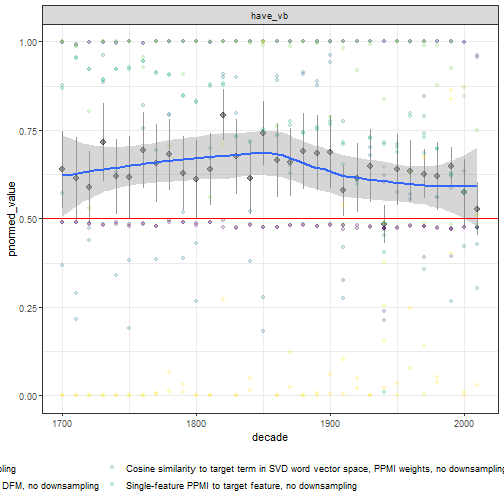 have_vb
1.00
0.75
0.50
0.25
0.00
pnormed_value
1700
1800
1900
2000
decade
Cosine similarity to target term in SVD word vector space, PPMI weights, no downsampling
DFM, no downsampling
Single-feature PPMI to target feature, no downsampling